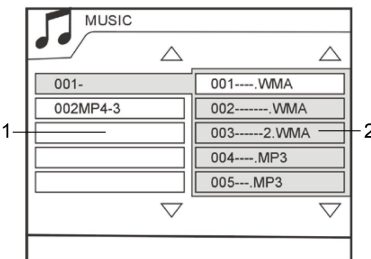 MUSIC
001-
002MP4-3
001----.WMA
002-------.WMA
003------2.WMA
004----.MP3
005---.MP3
1
2